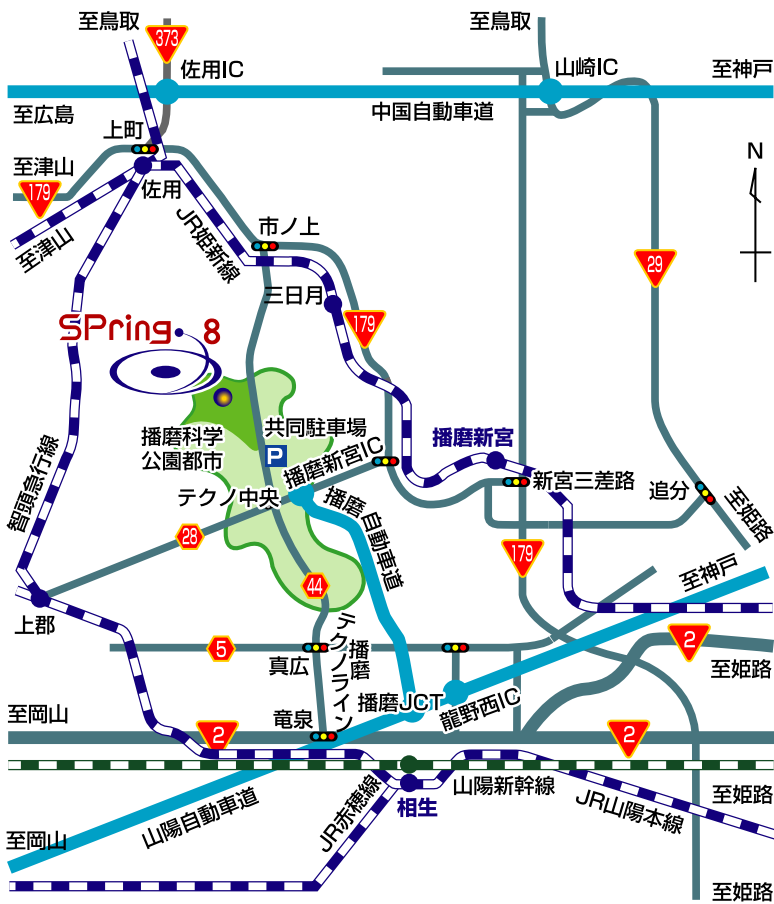 至鳥取
至鳥取
373
佐用IC
山崎IC
至神戸
至広島
中国自動車道
上町
至津山
佐用
179
N
至津山
JR姫新線
市ノ上
29
三日月
179
SPring・8
智頭急行線
播磨科学
公園都市
共同駐車場
P
播磨新宮IC
播磨新宮
新宮三差路
追分
至姫路
テクノ中央
播磨自動車道
28
179
44
至神戸
上郡
5
真広
播磨
テクノライン
2
至姫路
播磨JCT
龍野西IC
至岡山
竜泉
2
2
山陽新幹線
至姫路
相生
JR赤穂線
JR山陽本線
山陽自動車道
至岡山
至姫路